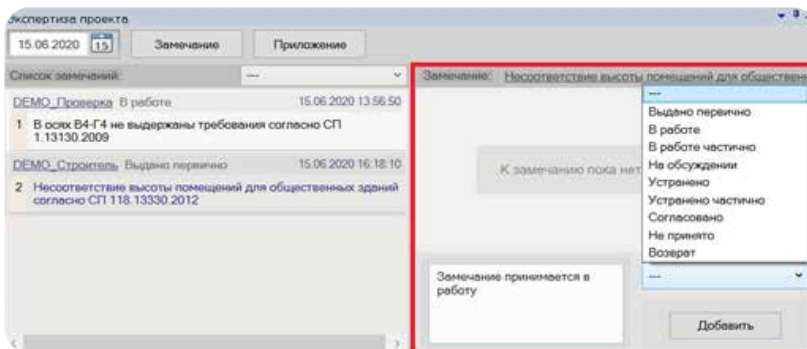 Экспертиза проекта
15.06.2020 15 Замечание Приложение
Список замечаний: ---
DEMO_Проверка В работе 15.06.2020 13:56:50
1 В осях В4-Г4 не выдержаны требования согласно СП
1.13130.2009
DEMO_Строитель Выдано первично 15.06.2020 16:18:10
2 Несоответствие высоты помещений для общественных зданий
согласно СП 118.13330.2012
Замечание: Несоответствие высоты помещений для обществен
---
Выдано первично
В работе
В работе частично
На обсуждении
Устранено
Устранено частично
Согласовано
Не принято
Возврат
К замечанию пока нет
Замечание принимается в
работу
---
Добавить